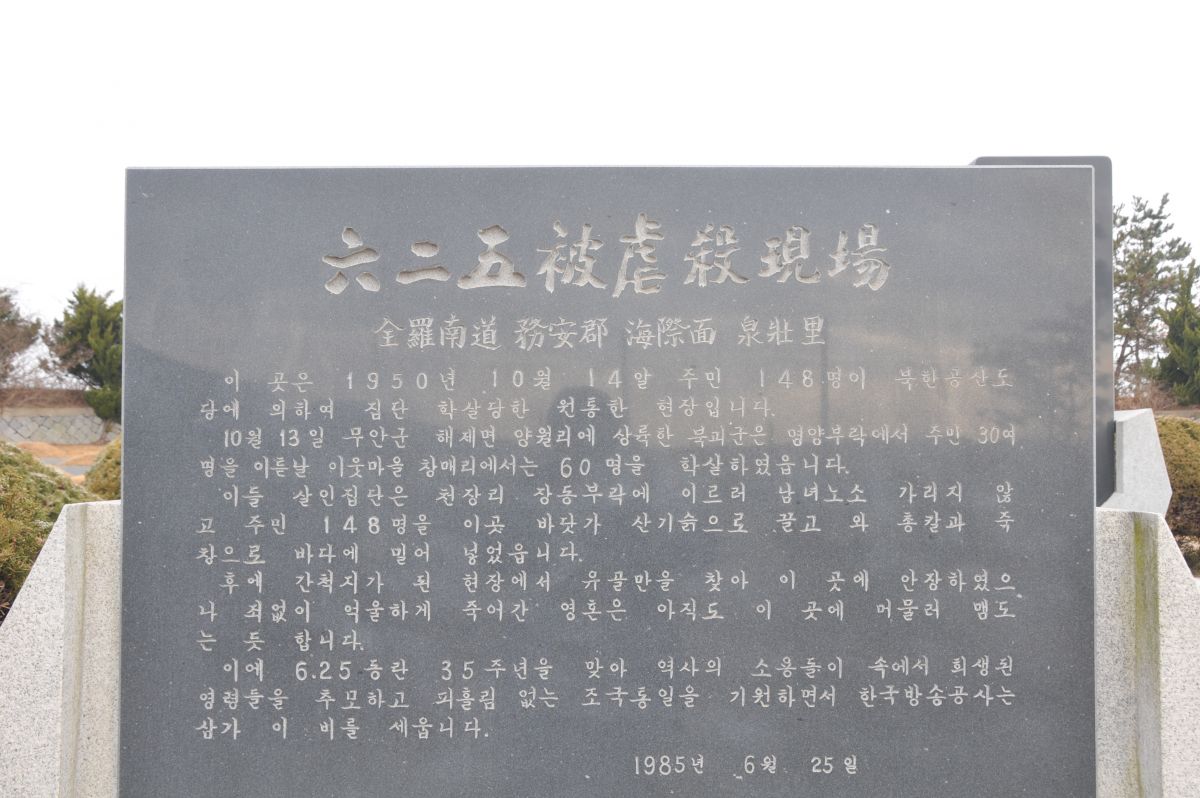 六二五被虐殺現場
全羅南道 務安郡 海際面 泉壯里
이 곳은 1950년 10월 14알 주민 148명이 북한공산도
당에 의하여 집단 학살당한 원통한 현장입니다.
10월 13일 무안군 해제면 양월리에 상륙한 북괴군은 명양부락에서 주민 30여
명을 이튿날 이웃마을 창매리에서는 60명을 학살하였읍니다.
이들 살인집단은 천장리 장동부락에 이르러 남녀노소 가리지 않
고 주민 148명을 이곳 바닷가 산기슭으로 끌고 와 총칼과 죽
창으로 바다에 밀어 넣었읍니다.
후에 간척지가 된 현장에서 유골만을 찾아 이 곳에 안장하였으
나 죄없이 억울하게 죽어간 영혼은 아직도 이 곳에 머물러 맴도
는 듯 합니다.
이에 6.25동란 35주년을 맞아 역사의 소용돌이 속에서 희생된
영령들을 추모하고 피흘림 없는 조국통일을 기원하면서 한국방송공사는
삼가 이 비를 세웁니다.
1985년 6월 25일